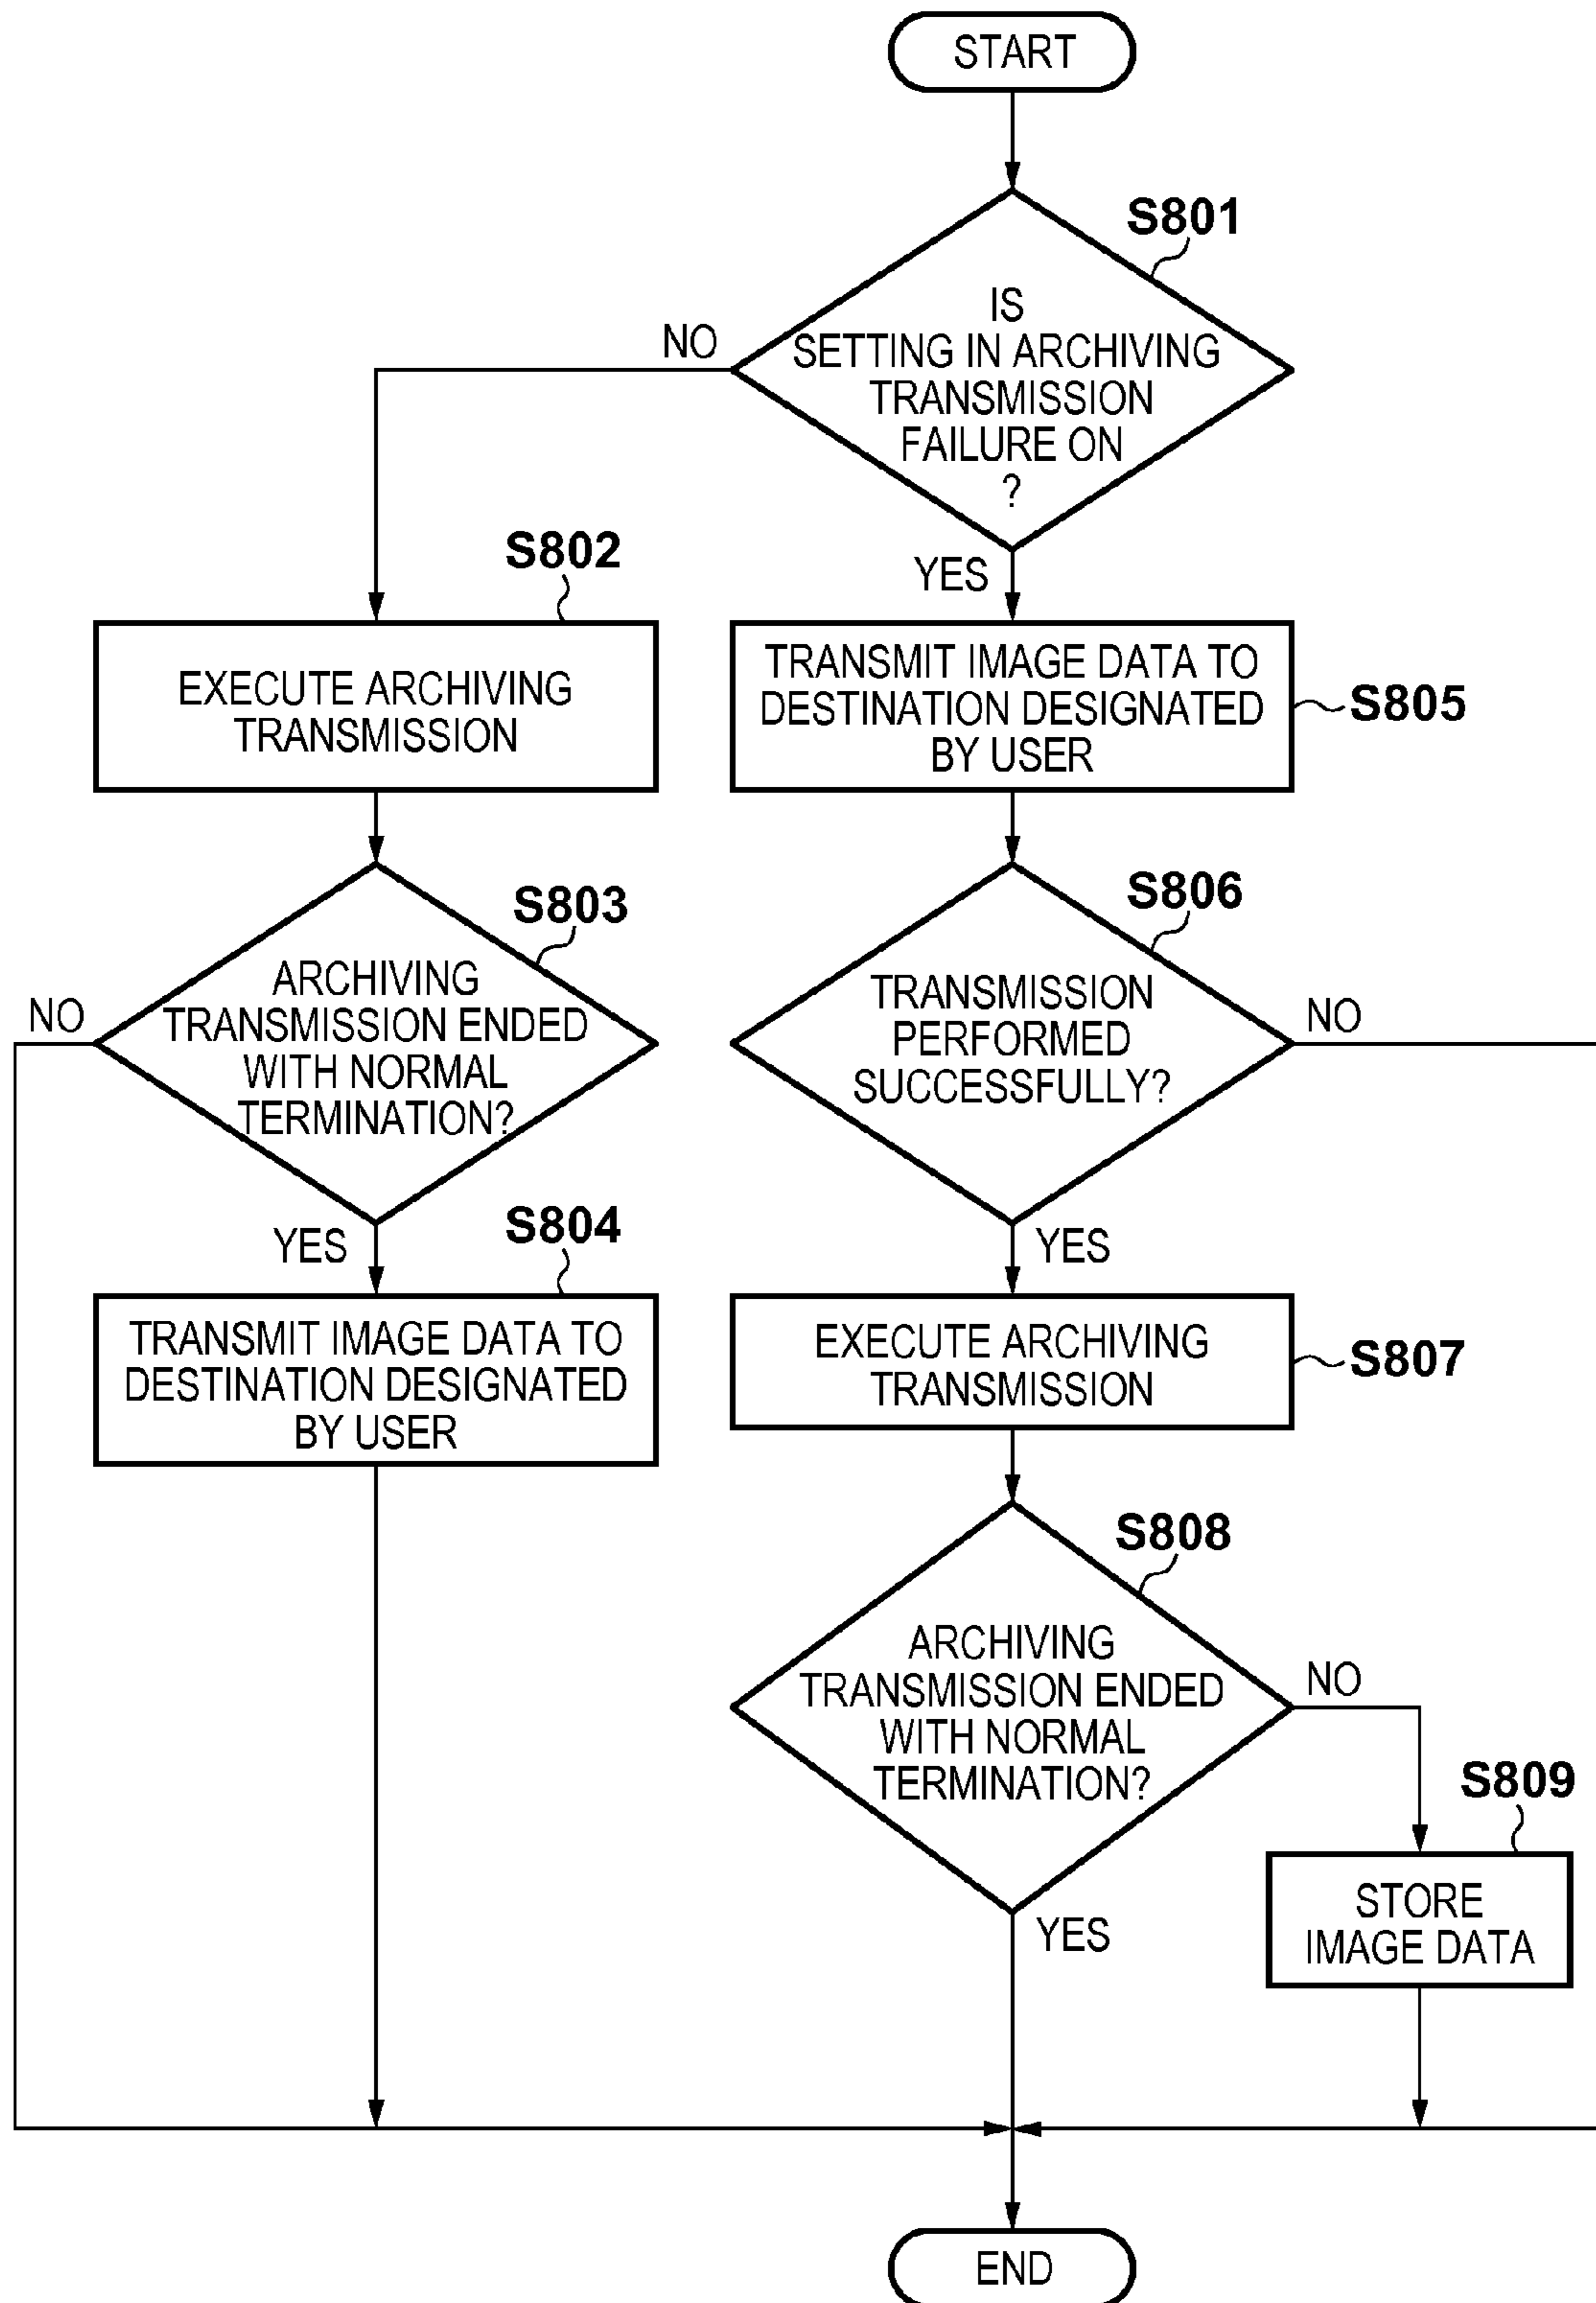 START
S801
IS
SETTING IN ARCHIVING
TRANSMISSION
FAILURE ON
?
NO
YES
S802
EXECUTE ARCHIVING
TRANSMISSION
TRANSMIT IMAGE DATA TO
DESTINATION DESIGNATED
BY USER
S805
S803
ARCHIVING
TRANSMISSION ENDED
WITH NORMAL
TERMINATION?
NO
YES
S806
TRANSMISSION
PERFORMED
SUCCESSFULLY?
NO
YES
S804
TRANSMIT IMAGE DATA TO
DESTINATION DESIGNATED
BY USER
EXECUTE ARCHIVING
TRANSMISSION
S807
S808
ARCHIVING
TRANSMISSION ENDED
WITH NORMAL
TERMINATION?
NO
YES
S809
STORE
IMAGE DATA
END